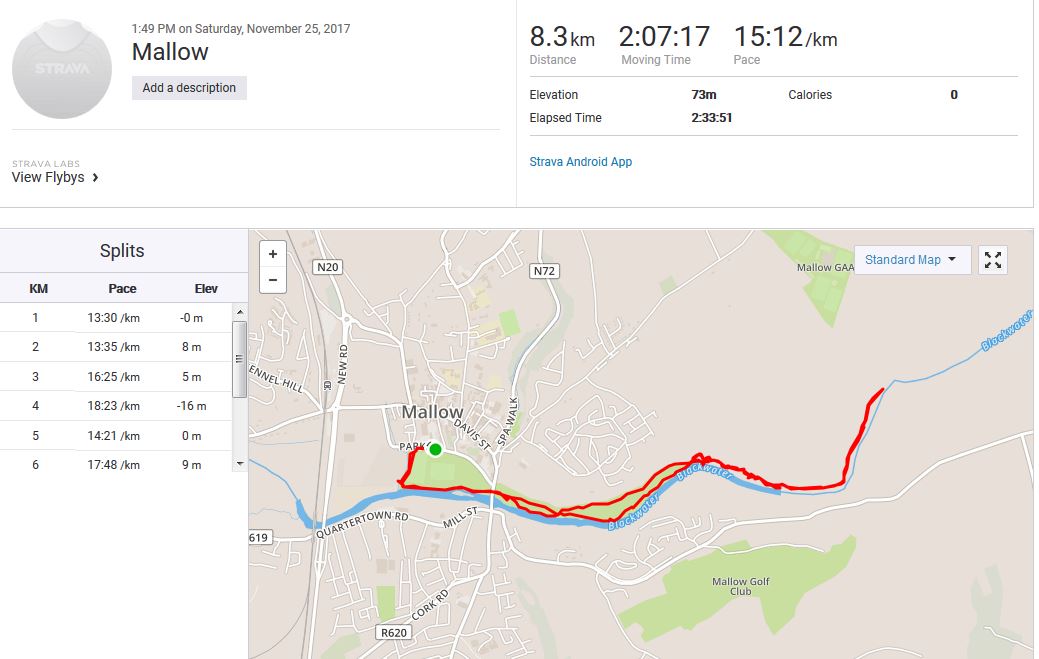 1:49 PM on Saturday, November 25, 2017
Mallow
STRAVA
Add a description
STRAVA LABS
View Flybys
8.3 km 2:07:17 15:12 /km
Distance Moving Time Pace
Elevation 73m Calories 0
Elapsed Time 2:33:51
Strava Android App
Splits
KM Pace Elev
1 13:30 /km -0 m
2 13:35 /km 8 m
3 16:25 /km 5 m
4 18:23 /km -16 m
5 14:21 /km 0 m
6 17:48 /km 9 m
+
−
Standard Map
N20
N72
Mallow GAA
Blackwater
NEW RD
ENNEL HILL
Mallow
DAVIS ST
SPA WALK
PARK
Blackwater
Blackwater
QUARTERTOWN RD
MILL ST
619
Mallow Golf
Club
CORK RD
R620